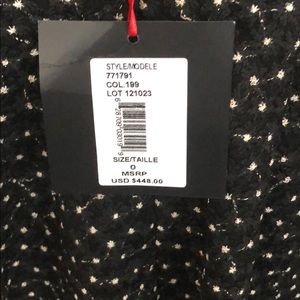 STYLE/MODELE
771791
COL.199
LOT 121023
SIZE/TAILLE
0
MSRP
USD $448.00